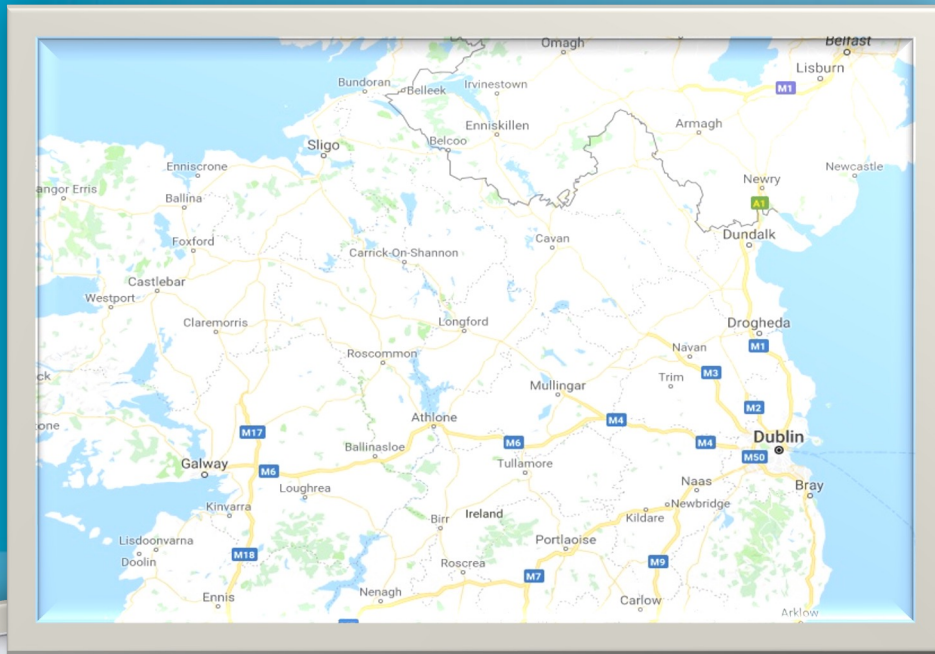 Omagh
Belfast
Lisburn
Bundoran
Belleek
Irvinestown
M1
Enniskillen
Armagh
Sligo
Belcoo
Enniscrone
Newcastle
angor Erris
Newry
Ballina
A1
Foxford
Cavan
Dundalk
Carrick-On-Shannon
Castlebar
Westport
Claremorris
Longford
Drogheda
M1
Roscommon
Navan
ck
M3
Trim
Mullingar
M2
Athlone
M4
one
M17
Dublin
M6
M4
Ballinasloe
M50
Galway
M6
Tullamore
Loughrea
Naas
Bray
Kinvarra
Newbridge
Birr
Ireland
Kildare
Lisdoonvarna
Portlaoise
M18
Doolin
Roscrea
M9
M7
Nenagh
Ennis
Carlow
Arklow